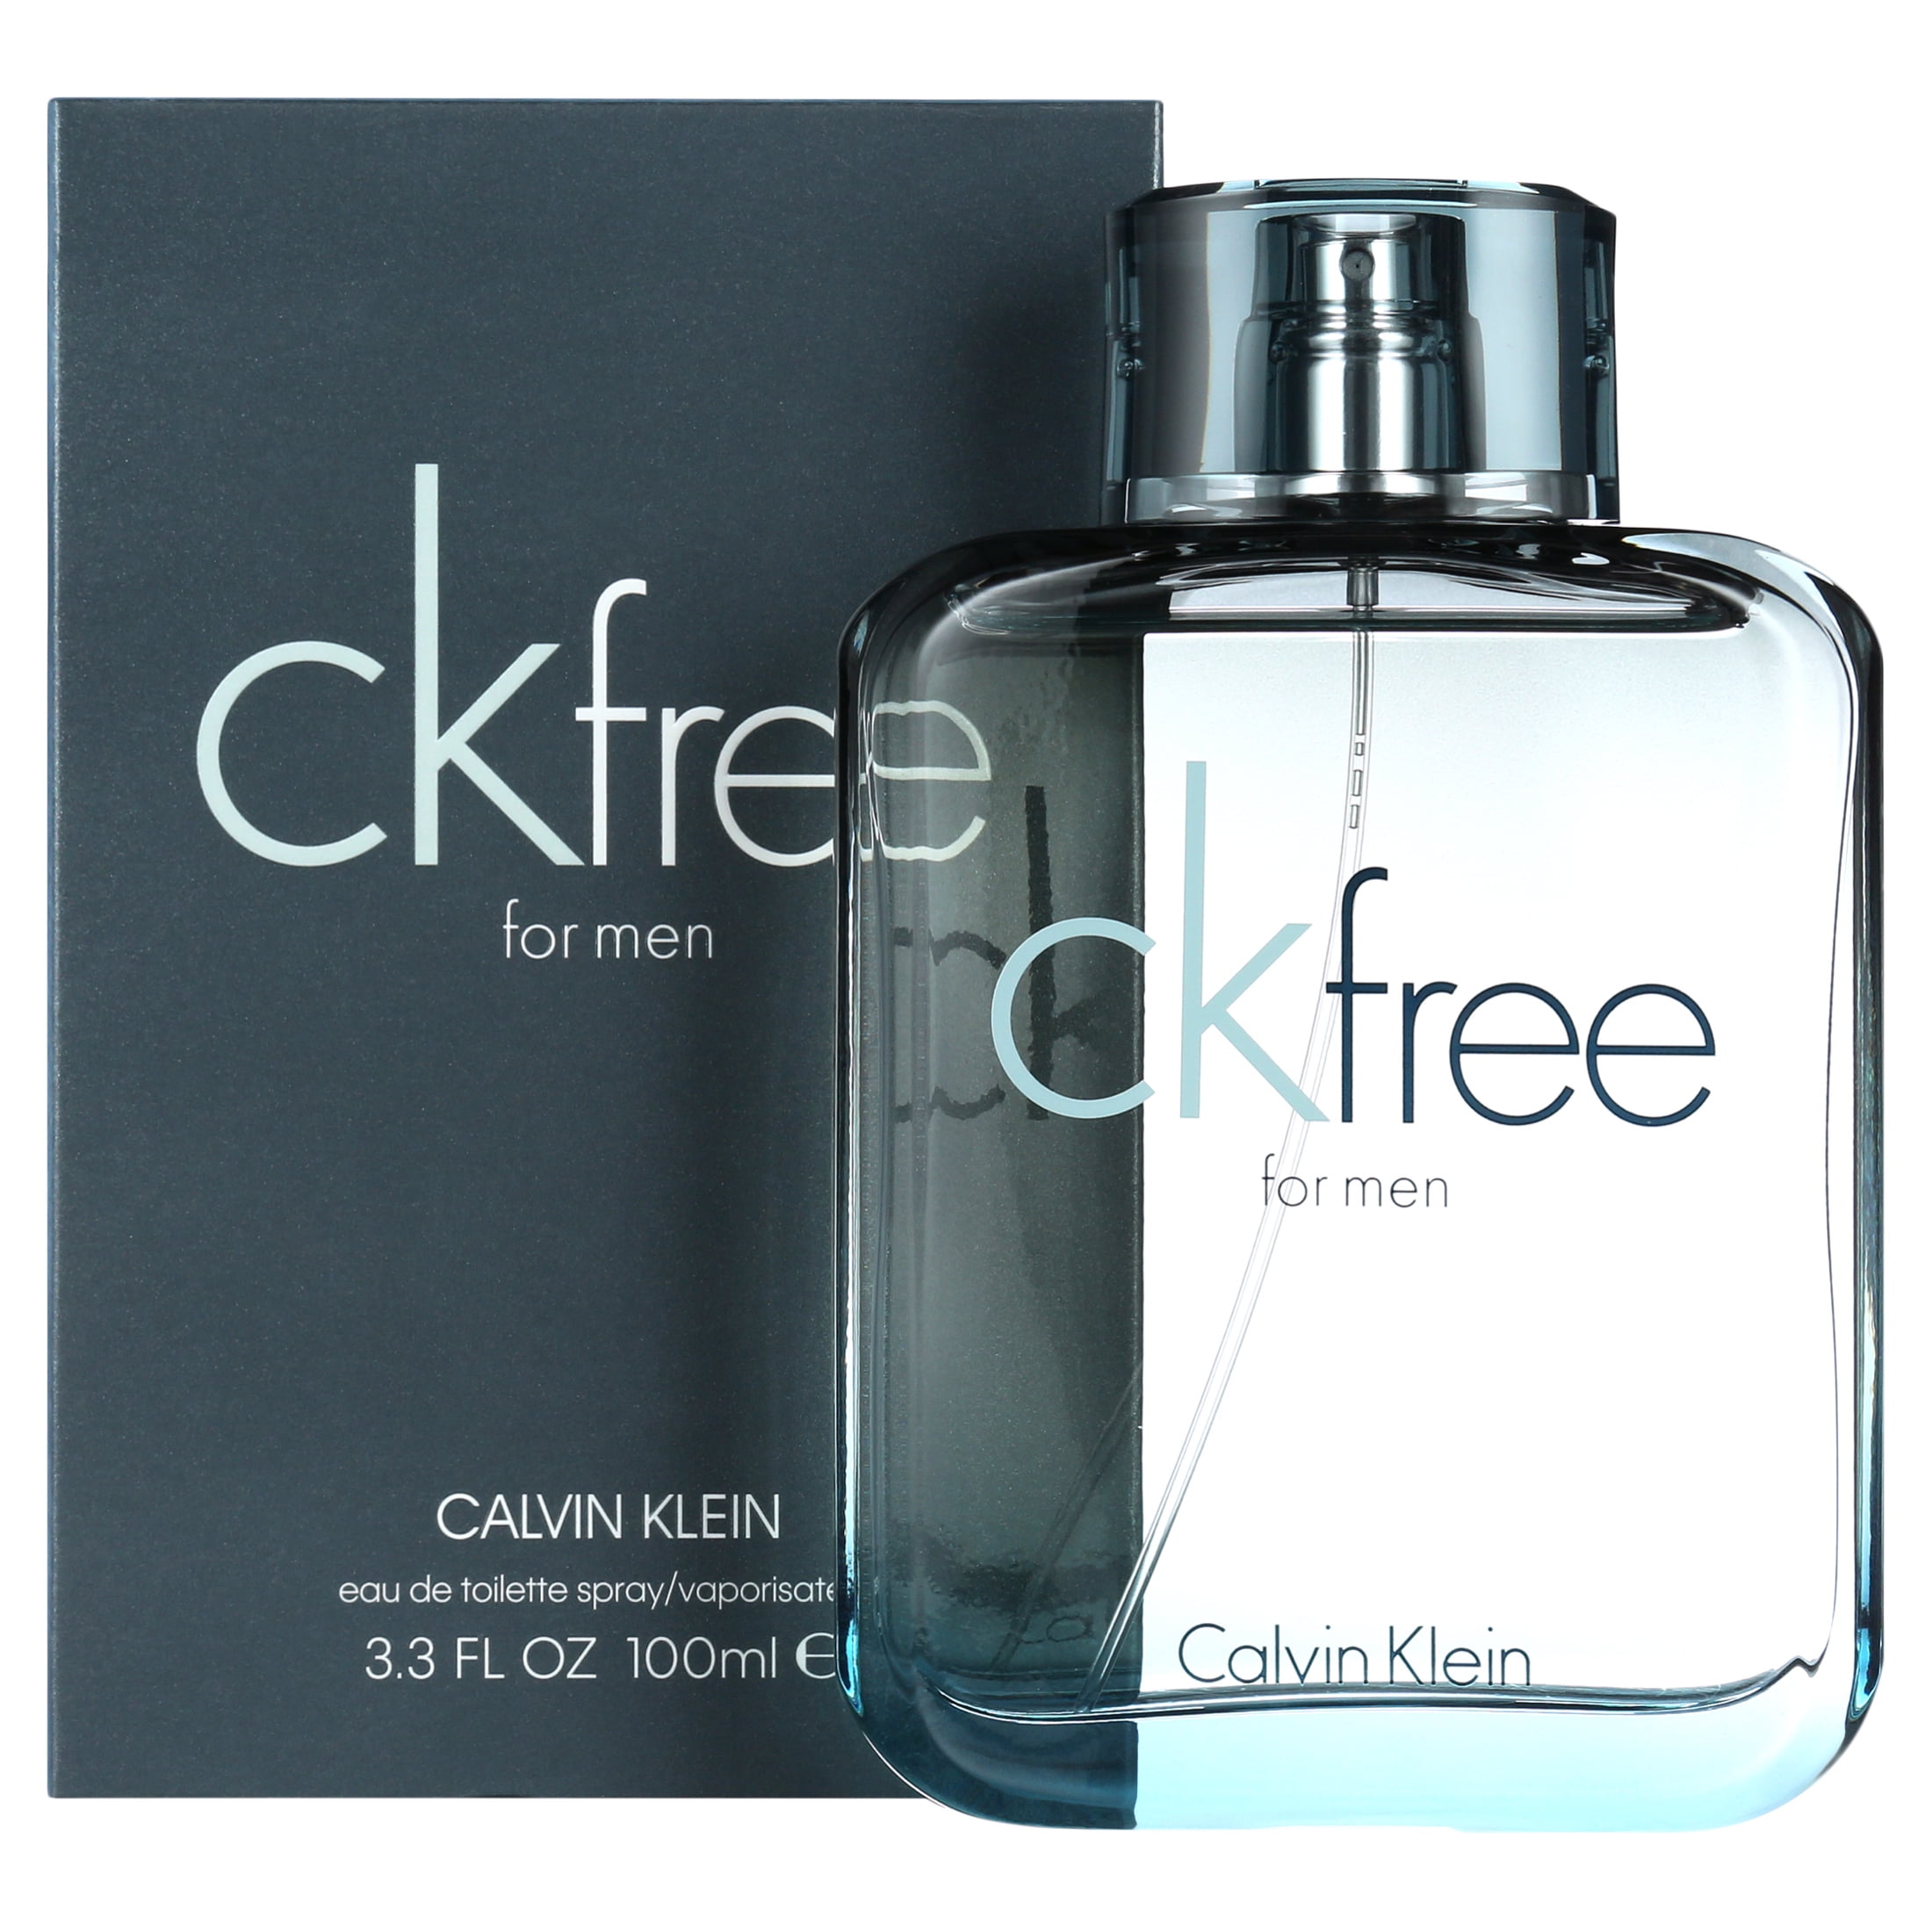 ckfree
for men
CALVIN KLEIN
eau de toilette spray/
3.3 FL OZ 100ml ℮
ckfree
for men
Calvin Klein